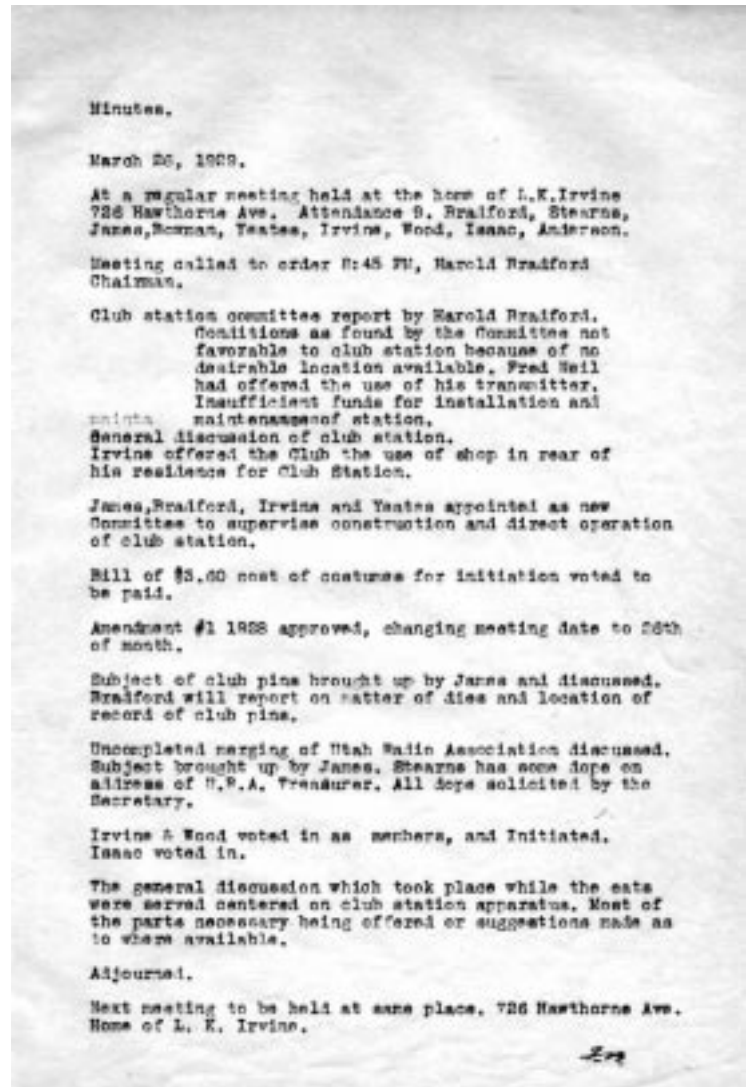 Minutes.
March 26, 1929.
At a regular meeting held at the home of L.K.Irvine
726 Hawthorne Ave. Attendance 9. Bradford, Stearns,
James,Bowman, Yeates, Irvine, Wood, Isaac, Anderson.
Meeting called to order 8:45 PM, Harold Bradford
Chairman.
Club station committee report by Harold Bradford.
Conditions as found by the Committee not
favorable to club station because of no
desirable location available. Fred Heil
had offered the use of his transmitter.
Insufficient funds for installation and
mainta maintenanceof station.
General discussion of club station.
Irvine offered the Club the use of shop in rear of
his residence for Club Station.
James,Bradford, Irvine and Yeates appointed as new
Committee to supervise construction and direct operation
of club station.
Bill of $3.60 cost of costumes for initiation voted to
be paid.
Amendment #1 1928 approved, changing meeting date to 26th
of month.
Subject of club pins brought up by James and discussed.
Bradford will report on matter of dies and location of
record of club pins.
Uncompleted merging of Utah Radio Association discussed.
Subject brought up by James. Stearns has some dope on
address of U.R.A. Treasurer. All dope solicited by the
Secretary.
Irvine & Wood voted in as members, and Initiated.
Isaac voted in.
The general discussion which took place while the eats
were served centered on club station apparatus. Most of
the parts necessary being offered or suggestions made as
to where available.
Adjourned.
Next meeting to be held at same place. 726 Hawthorne Ave.
Home of L. K. Irvine.